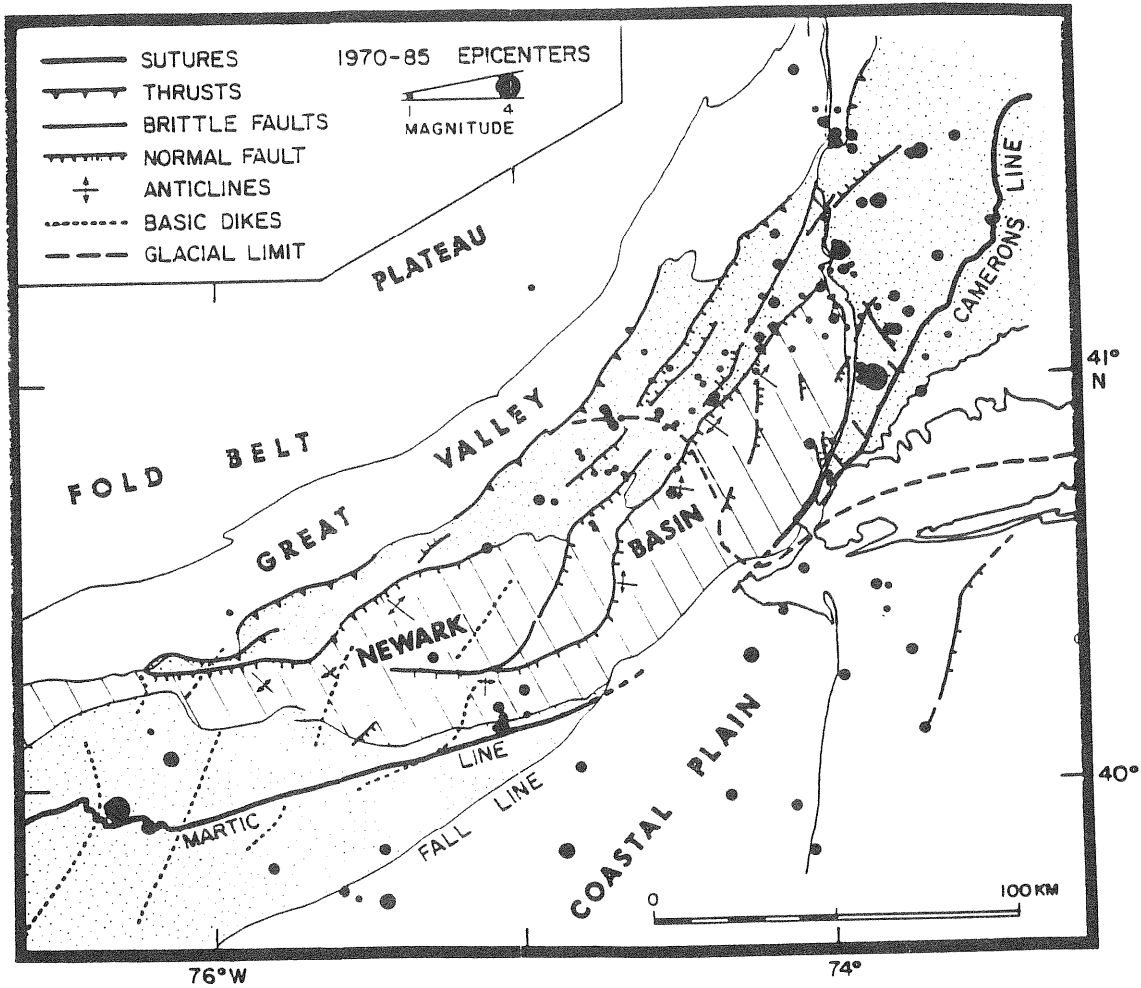 SUTURES
THRUSTS
BRITTLE FAULTS
NORMAL FAULT
ANTICLINES
BASIC DIKES
GLACIAL LIMIT
1970-85 EPICENTERS
1 4
MAGNITUDE
PLATEAU
FOLD BELT
GREAT VALLEY
NEWARK BASIN
CAMERONS LINE
MARTIC LINE
FALL LINE
COASTAL PLAIN
41°
N
40°
0 100 KM
76°W
74°